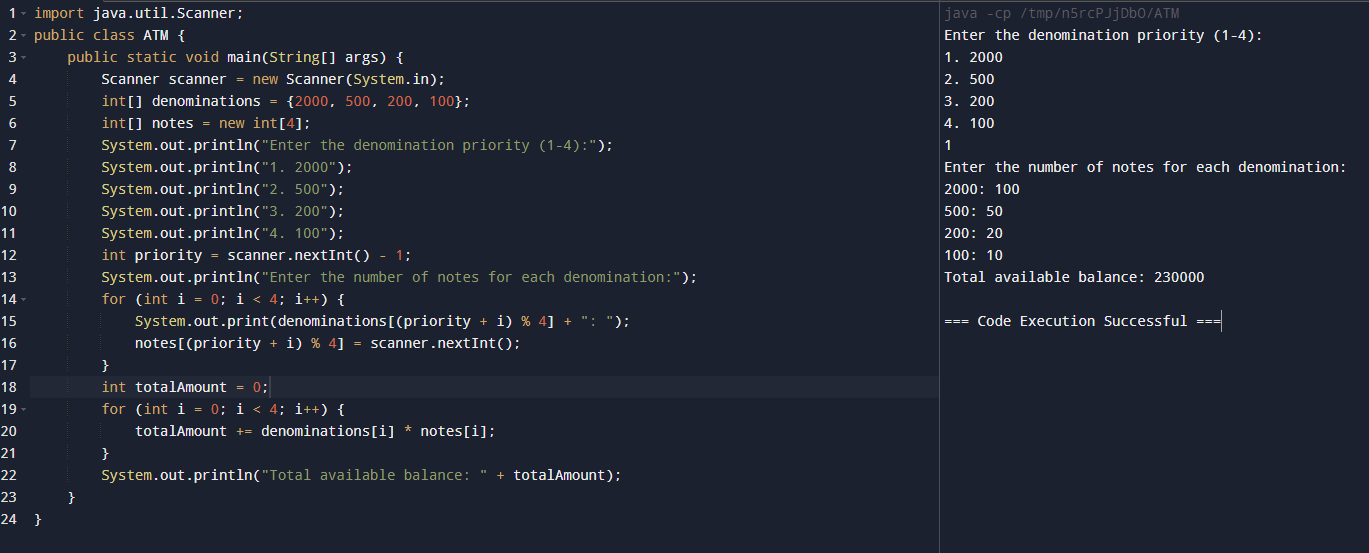 1 import java.util.Scanner;
2 public class ATM {
3     public static void main(String[] args) {
4         Scanner scanner = new Scanner(System.in);
5         int[] denominations = {2000, 500, 200, 100};
6         int[] notes = new int[4];
7         System.out.println("Enter the denomination priority (1-4):");
8         System.out.println("1. 2000");
9         System.out.println("2. 500");
10         System.out.println("3. 200");
11         System.out.println("4. 100");
12         int priority = scanner.nextInt() - 1;
13         System.out.println("Enter the number of notes for each denomination:");
14         for (int i = 0; i < 4; i++) {
15             System.out.print(denominations[(priority + i) % 4] + ": ");
16             notes[(priority + i) % 4] = scanner.nextInt();
17         }
18         int totalAmount = 0;
19         for (int i = 0; i < 4; i++) {
20             totalAmount += denominations[i] * notes[i];
21         }
22         System.out.println("Total available balance: " + totalAmount);
23     }
24 }
java -cp /tmp/n5rcPJjDbO/ATM
Enter the denomination priority (1-4):
1. 2000
2. 500
3. 200
4. 100
1
Enter the number of notes for each denomination:
2000: 100
500: 50
200: 20
100: 10
Total available balance: 230000
=== Code Execution Successful ===